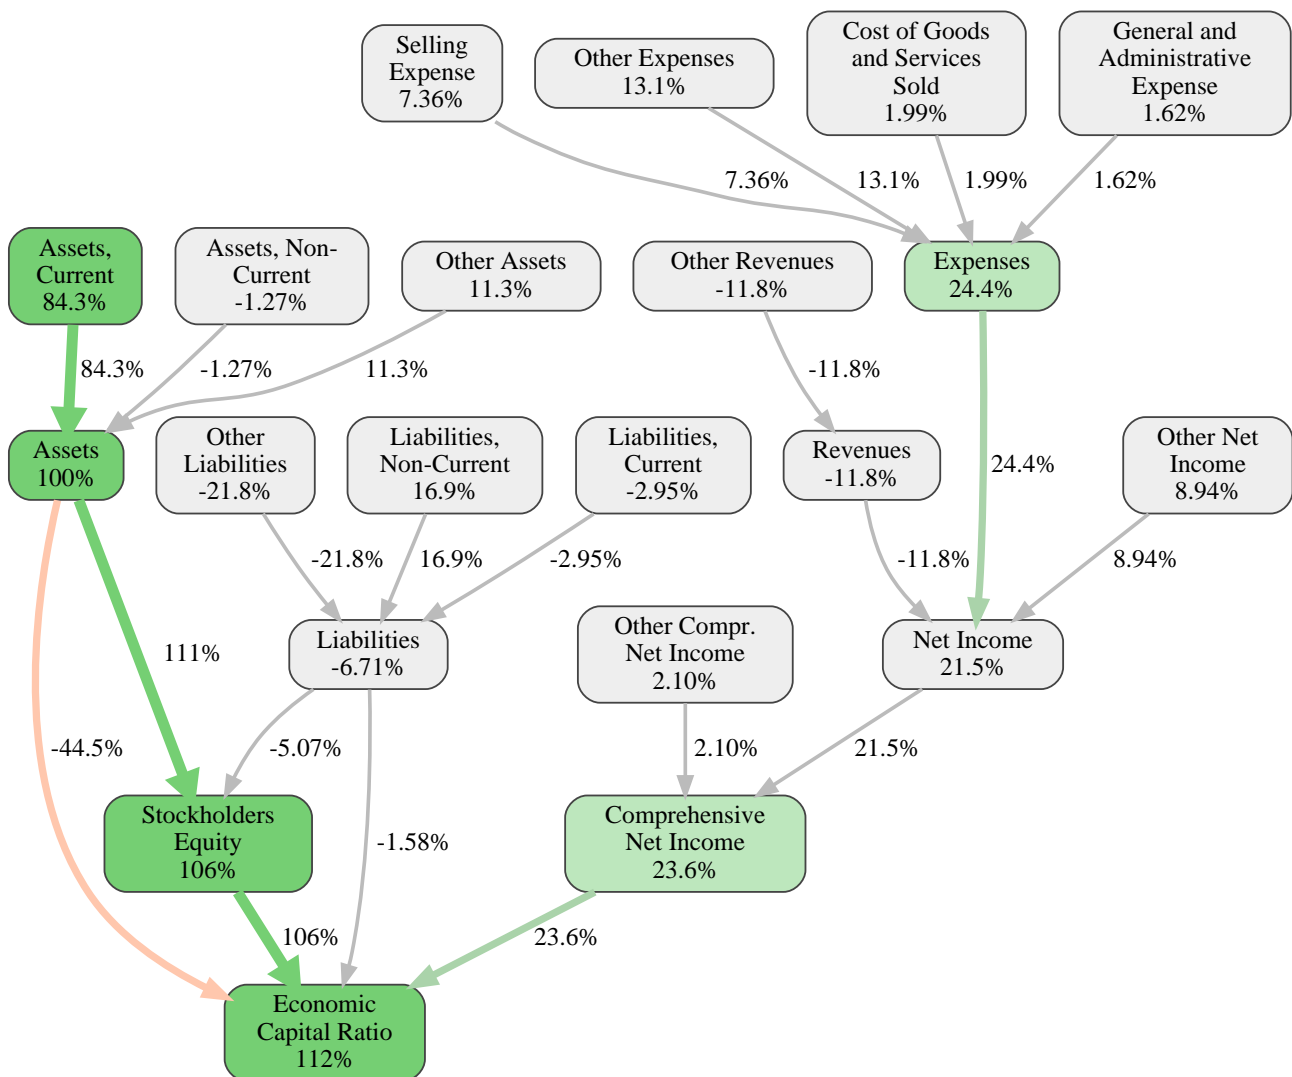 Selling
Expense
7.36%
Other Expenses
13.1%
Cost of Goods
and Services
Sold
1.99%
General and
Administrative
Expense
1.62%
7.36%
13.1%
1.99%
1.62%
Assets,
Current
84.3%
Assets, Non-
Current
-1.27%
Other Assets
11.3%
Other Revenues
-11.8%
Expenses
24.4%
84.3%
-1.27%
11.3%
-11.8%
Assets
100%
Other
Liabilities
-21.8%
Liabilities,
Non-Current
16.9%
Liabilities,
Current
-2.95%
Revenues
-11.8%
24.4%
Other Net
Income
8.94%
-21.8%
16.9%
-2.95%
-11.8%
8.94%
111%
Liabilities
-6.71%
Other Compr.
Net Income
2.10%
Net Income
21.5%
-44.5%
-5.07%
2.10%
21.5%
Stockholders
Equity
106%
-1.58%
Comprehensive
Net Income
23.6%
106%
23.6%
Economic
Capital Ratio
112%